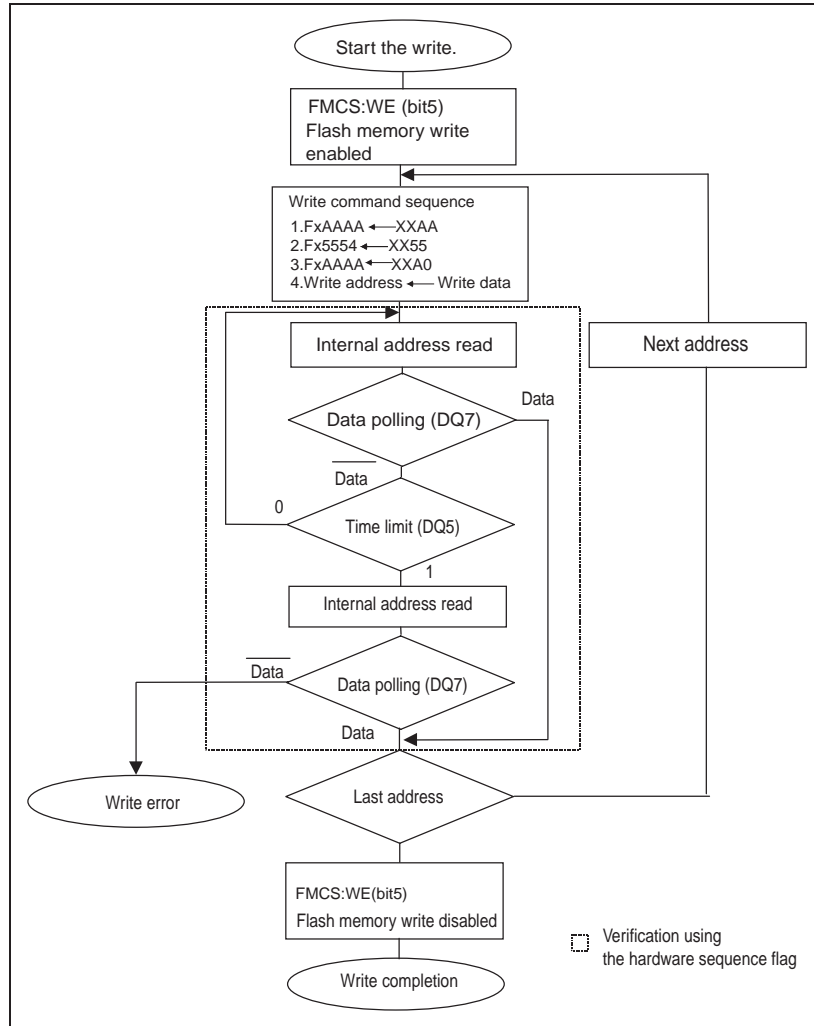 Start the write.
FMCS:WE (bit5)
Flash memory write
enabled
Write command sequence
1.FxAAAA ← XXAA
2.Fx5554 ← XX55
3.FxAAAA ← XXA0
4.Write address ← Write data
Internal address read
Next address
Data polling (DQ7)
Data
D̅a̅t̅a̅
0
Time limit (DQ5)
1
Internal address read
D̅a̅t̅a̅
Data polling (DQ7)
Data
Write error
Last address
FMCS:WE(bit5)
Flash memory write disabled
Write completion
Verification using
the hardware sequence flag